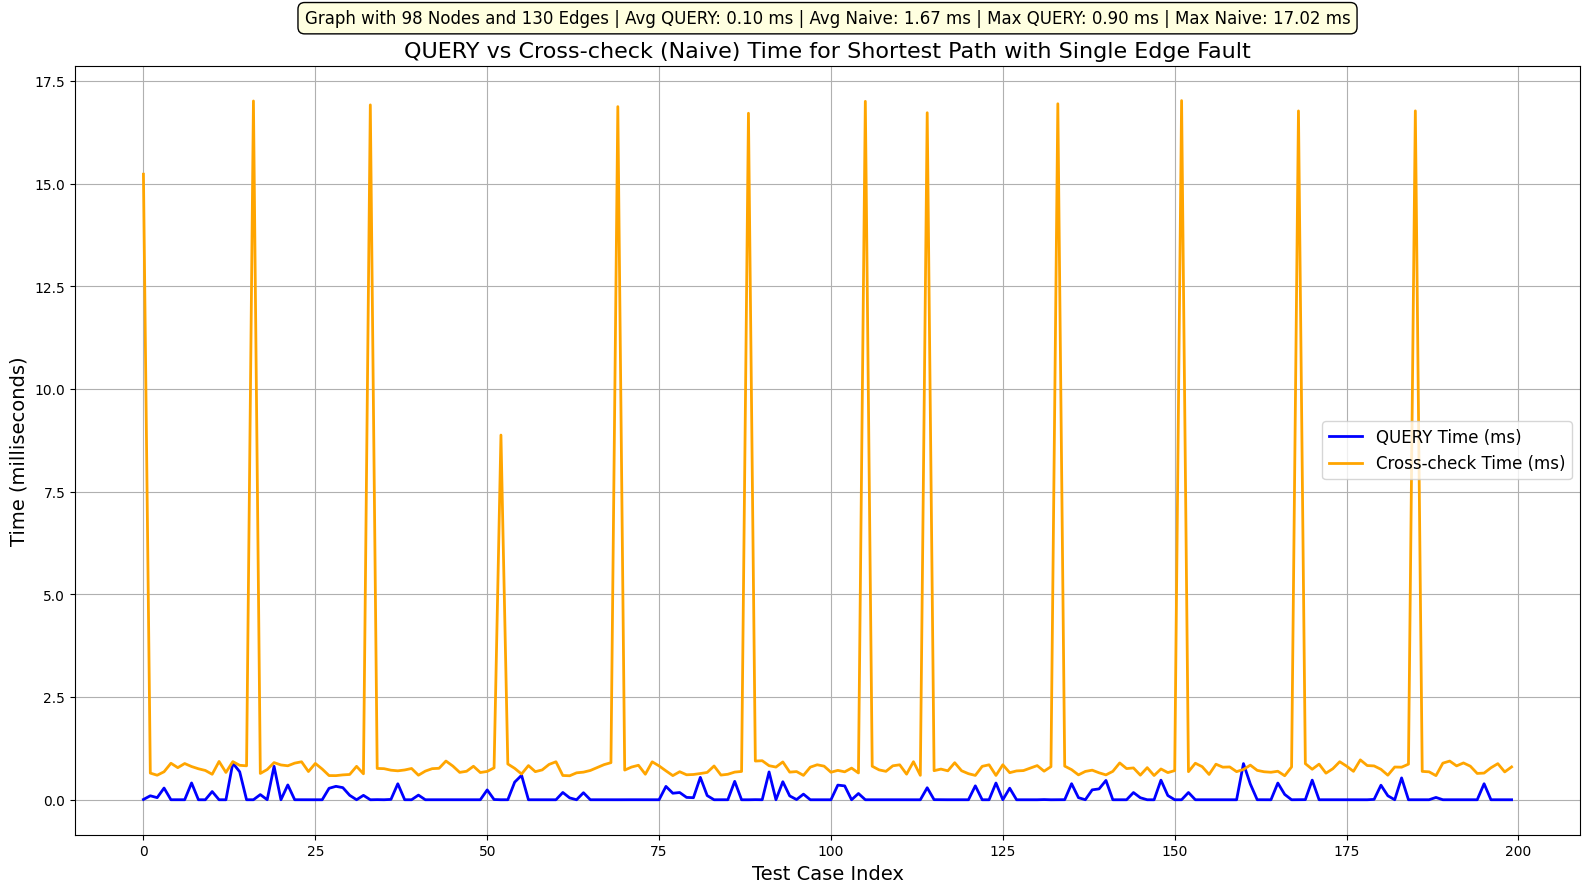 Graph with 98 Nodes and 130 Edges | Avg QUERY: 0.10 ms | Avg Naive: 1.67 ms | Max QUERY: 0.90 ms | Max Naive: 17.02 ms
QUERY vs Cross-check (Naive) Time for Shortest Path with Single Edge Fault
Time (milliseconds)
17.5
15.0
12.5
10.0
7.5
5.0
2.5
0.0
QUERY Time (ms)
Cross-check Time (ms)
0 25 50 75 100 125 150 175 200
Test Case Index